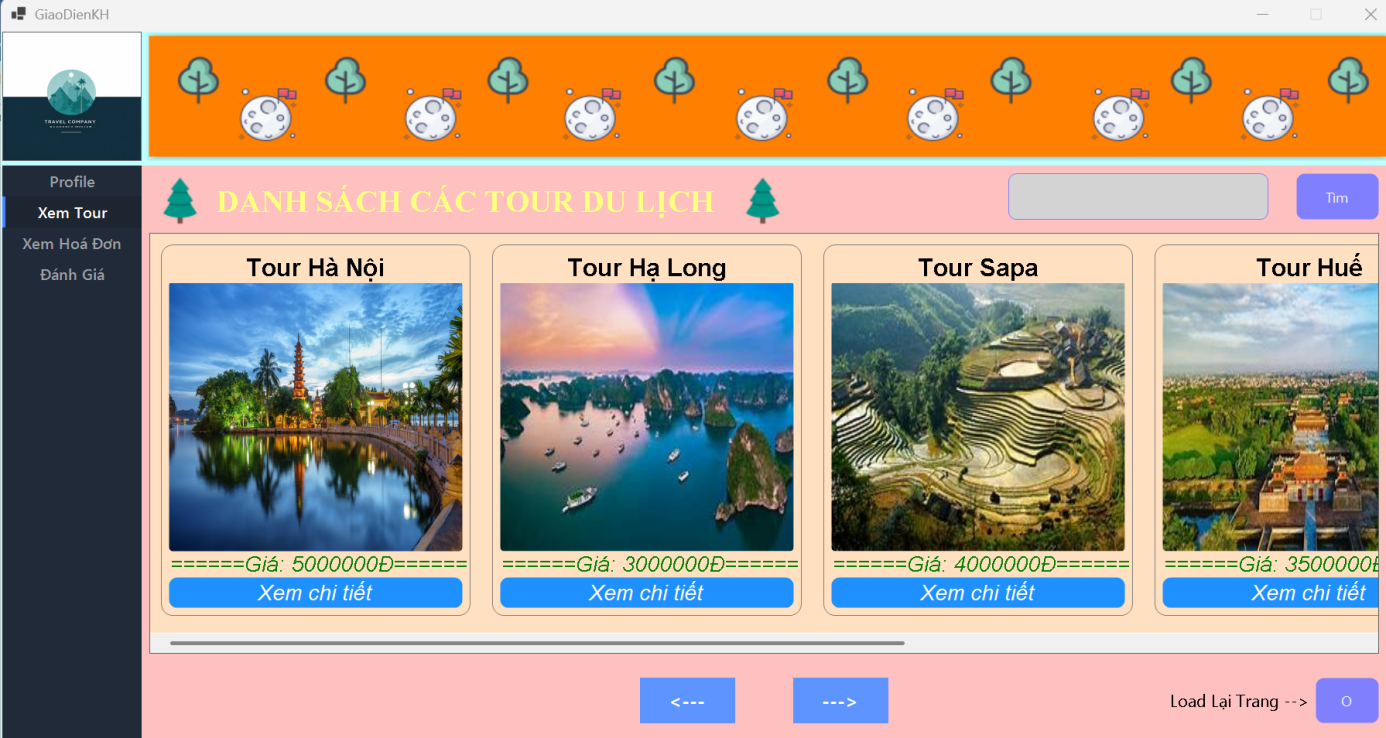 GiaoDienKH
TRAVEL COMPANY
Profile
Xem Tour
Xem Hoá Đơn
Đánh Giá
DANH SÁCH CÁC TOUR DU LỊCH
Tìm
Tour Hà Nội
Tour Hạ Long
Tour Sapa
Tour Huế
======Giá: 5000000Đ======
======Giá: 3000000Đ======
======Giá: 4000000Đ======
======Giá: 3500000Đ
Xem chi tiết
Xem chi tiết
Xem chi tiết
Xem chi tiết
<---
--->
Load Lại Trang -->
O